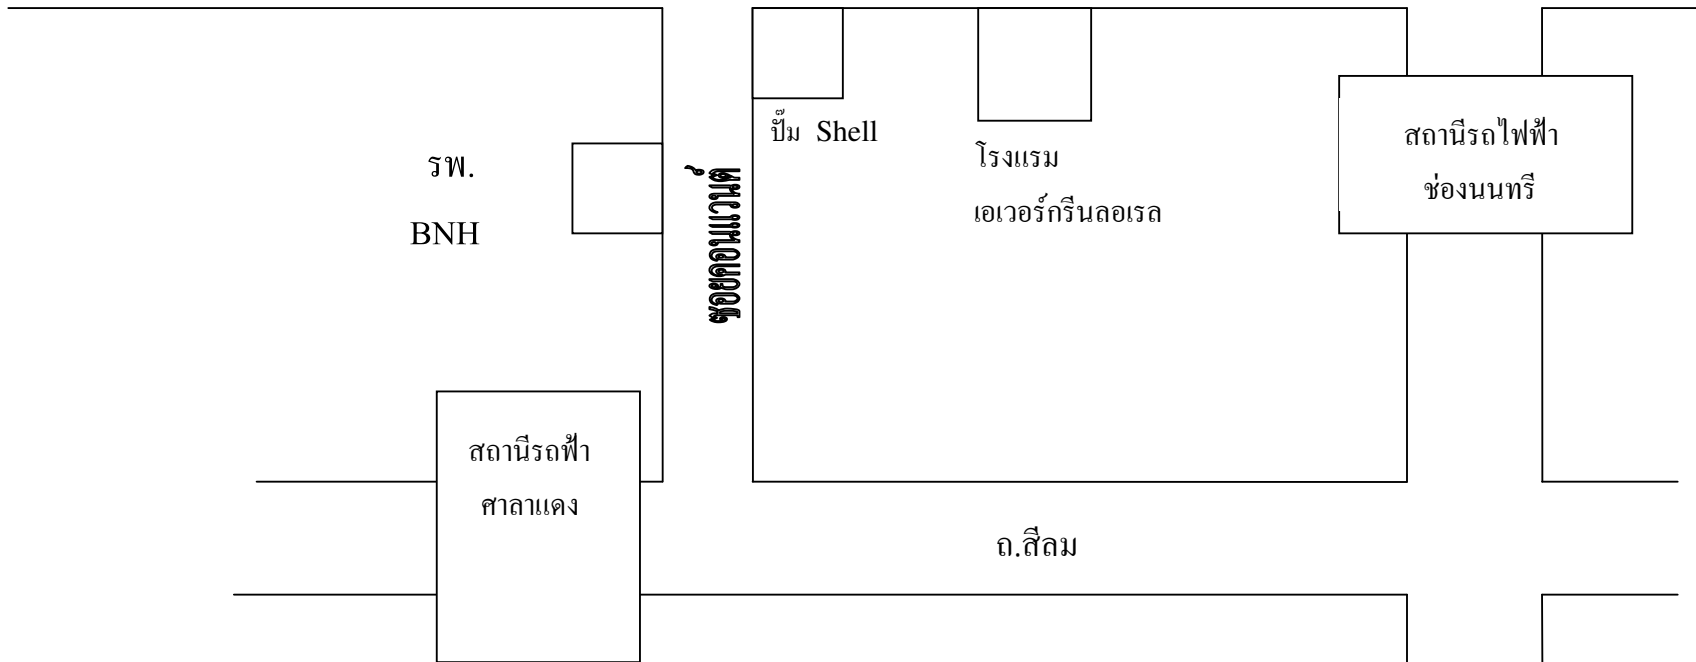 ปั๊ม Shell
สถานีรถไฟฟ้า
ช่องนนทรี
โรงแรม
เอเวอร์กรีนลอเรล
รพ.
BNH
ซอยคอนแวนต์
สถานีรถฟ้า
ศาลาแดง
ถ.สีลม